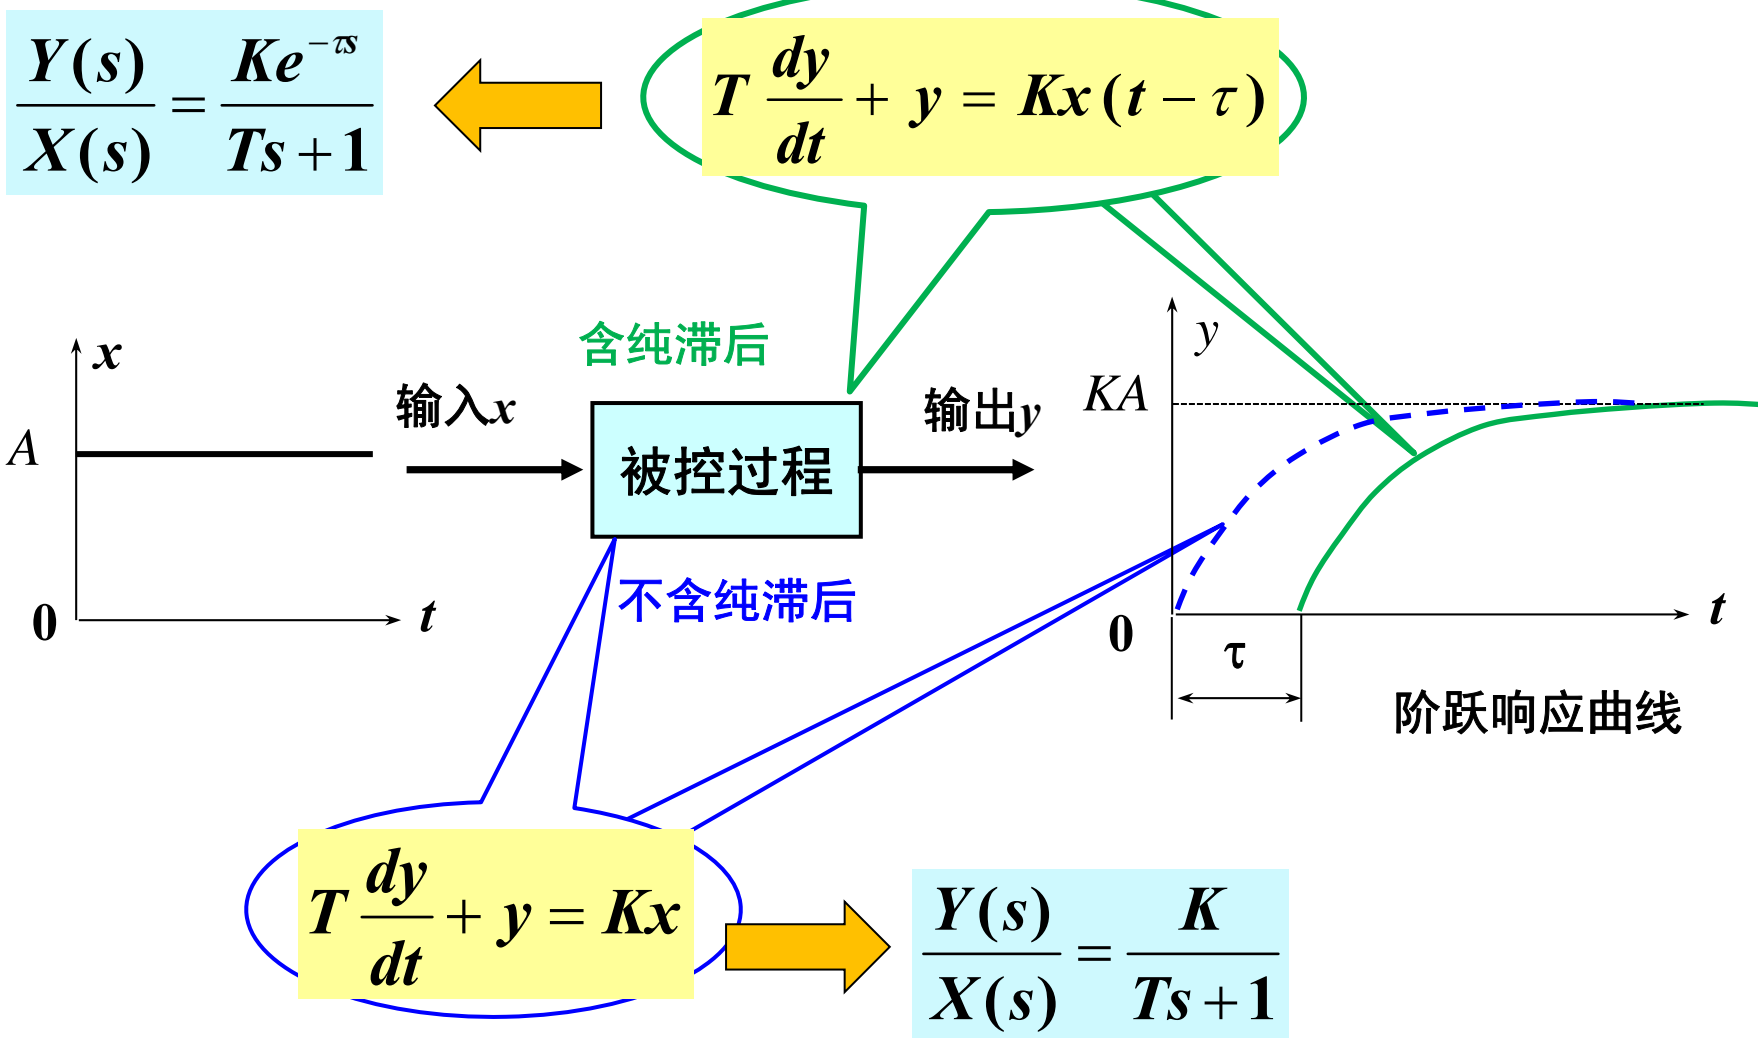 Y(s)/X(s) = Ke^{-τs}/(Ts+1)
T dy/dt + y = Kx(t-τ)
含纯滞后
x
A
0
t
输入x
被控过程
输出y
y
KA
0
τ
t
阶跃响应曲线
不含纯滞后
T dy/dt + y = Kx
Y(s)/X(s) = K/(Ts+1)